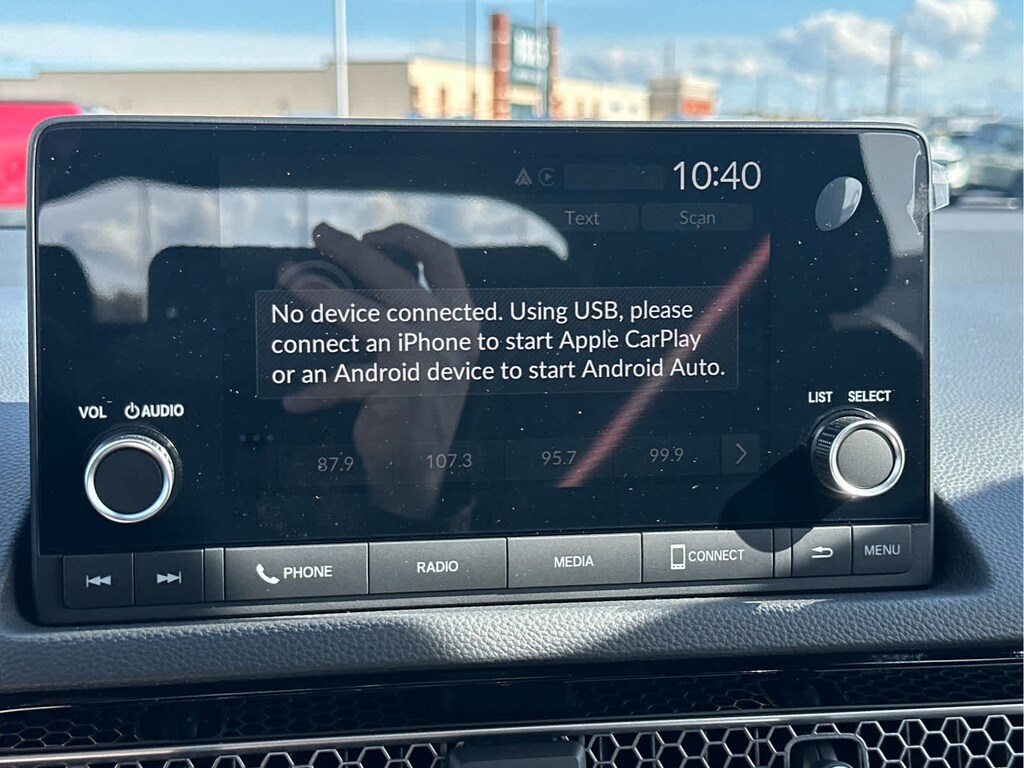 10:40
Text Scan
No device connected. Using USB, please
connect an iPhone to start Apple CarPlay
or an Android device to start Android Auto.
VOL AUDIO
LIST SELECT
87.9 107.3 95.7 99.9
PHONE RADIO MEDIA CONNECT MENU